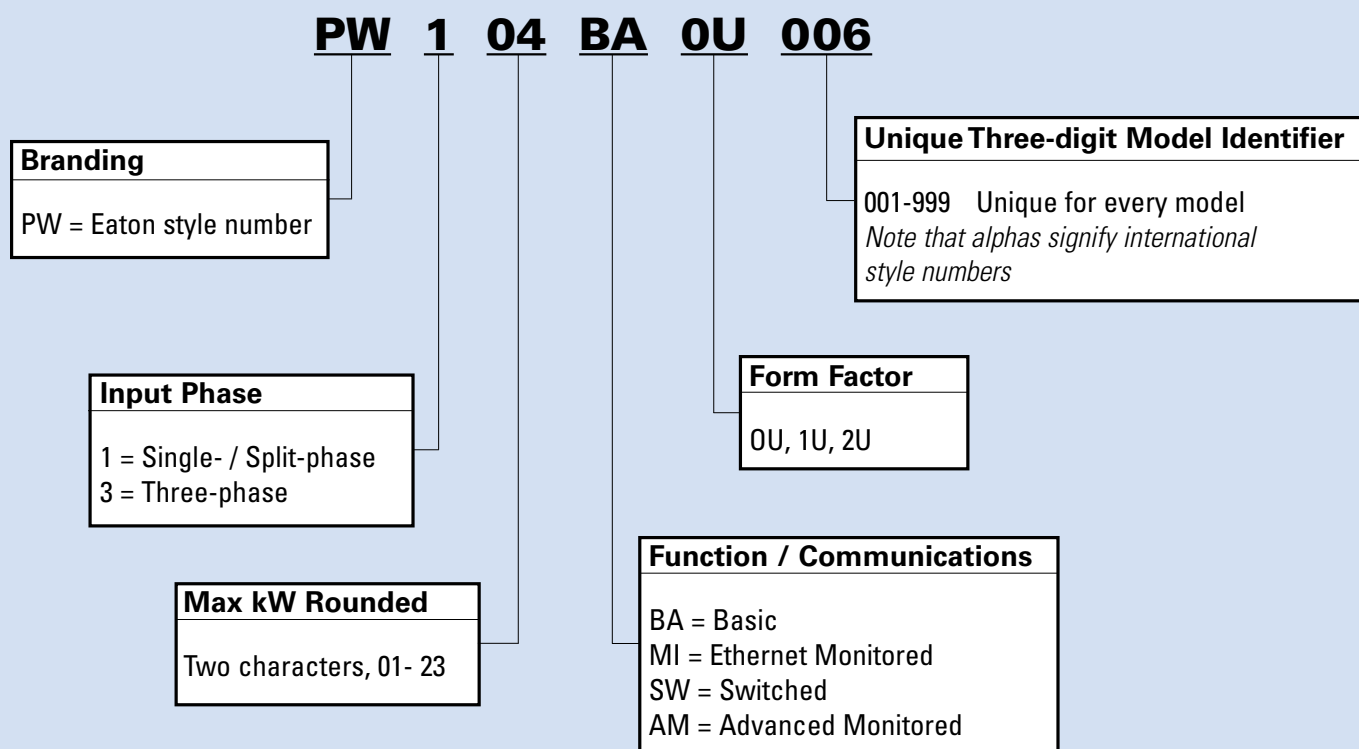 PW 1 04 BA 0U 006
Branding
PW = Eaton style number
Unique Three-digit Model Identifier
001-999 Unique for every model
Note that alphas signify international
style numbers
Input Phase
1 = Single- / Split-phase
3 = Three-phase
Form Factor
0U, 1U, 2U
Max kW Rounded
Two characters, 01- 23
Function / Communications
BA = Basic
MI = Ethernet Monitored
SW = Switched
AM = Advanced Monitored